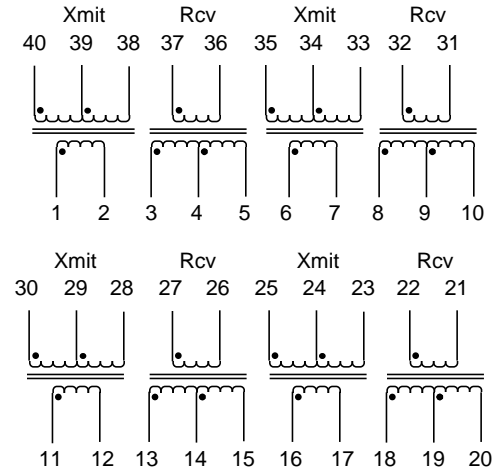 Xmit Rcv Xmit Rcv
40 39 38 37 36 35 34 33 32 31
1 2 3 4 5 6 7 8 9 10
Xmit Rcv Xmit Rcv
30 29 28 27 26 25 24 23 22 21
11 12 13 14 15 16 17 18 19 20